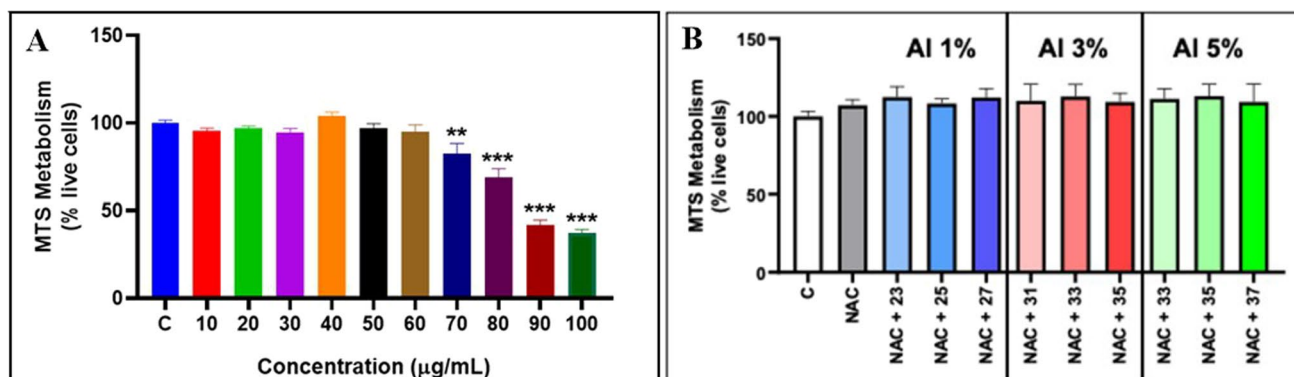 A
150
100
50
0
MTS Metabolism
(% live cells)
**
***
***
***
C 10 20 30 40 50 60 70 80 90 100
Concentration (µg/mL)
B
Al 1% Al 3% Al 5%
150
100
50
0
MTS Metabolism
(% live cells)
C
NAC
NAC + 23
NAC + 25
NAC + 27
NAC + 31
NAC + 33
NAC + 35
NAC + 33
NAC + 35
NAC + 37